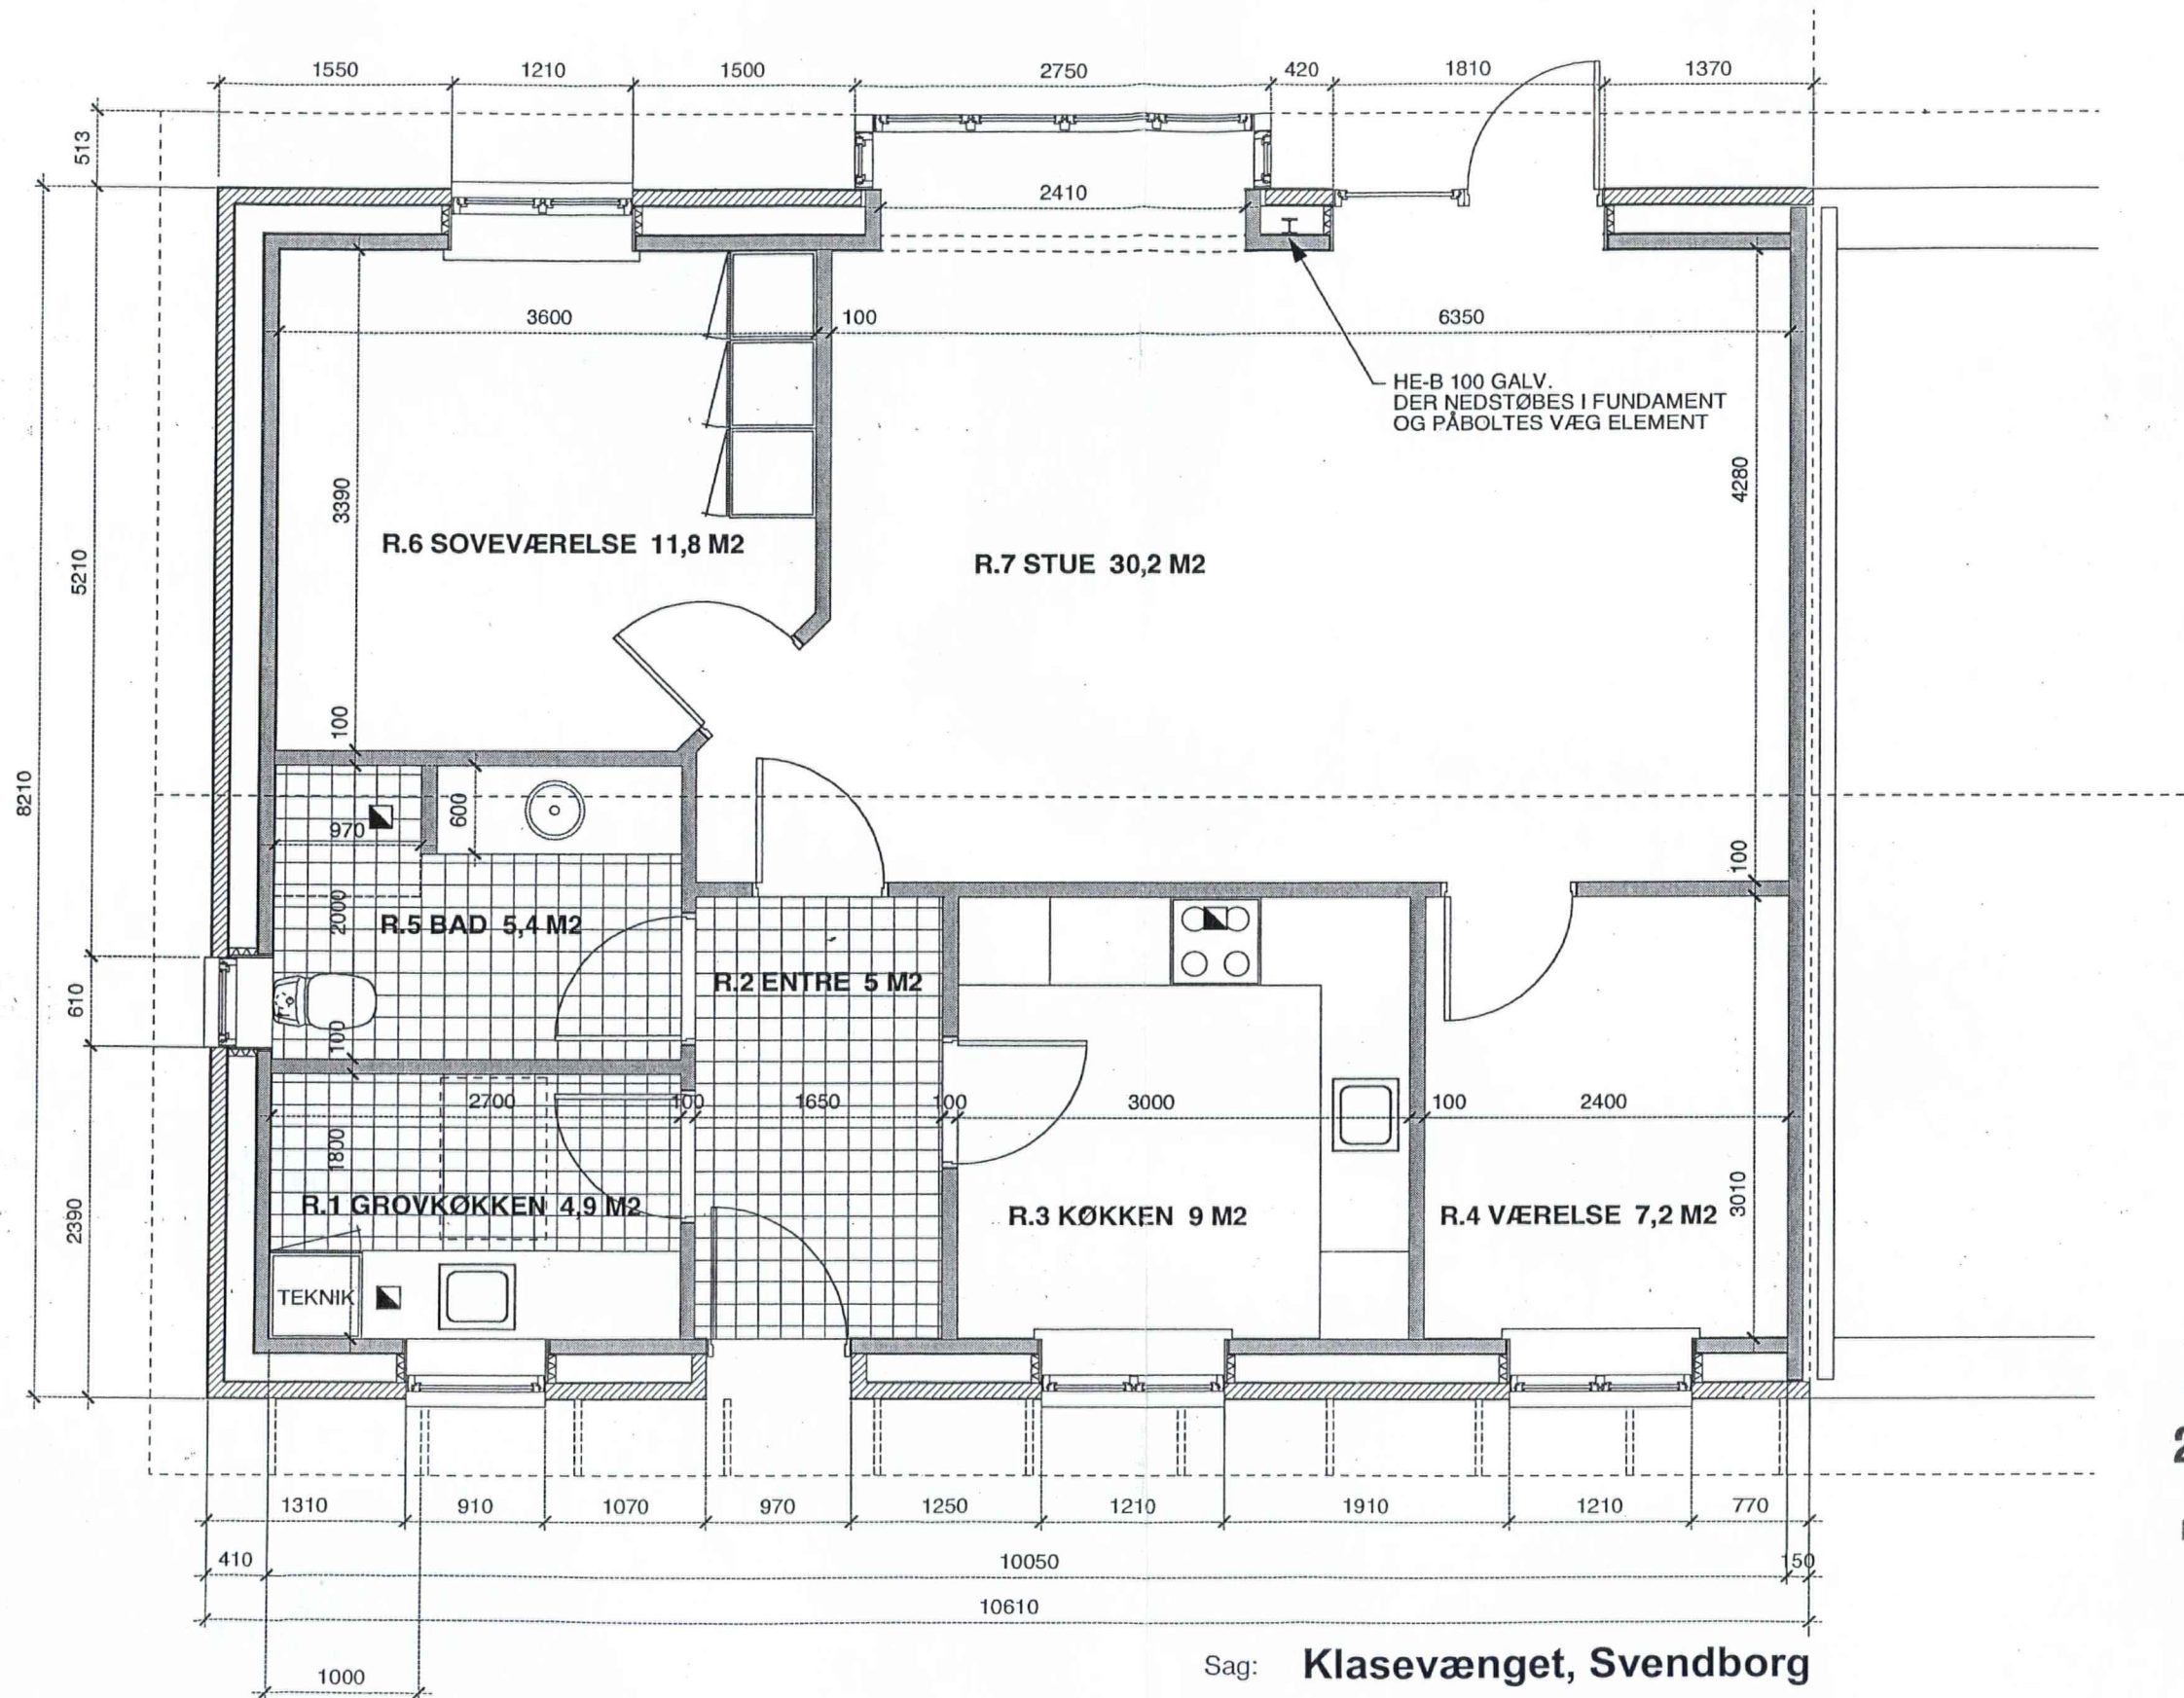 1550 1210 1500 2750 420 1810 1370
513
2410
3600 100 6350
HE-B 100 GALV.
DER NEDSTØBES I FUNDAMENT
OG PÅBOLTES VÆG ELEMENT
3390
4280
R.6 SOVEVÆRELSE 11,8 M2
R.7 STUE 30,2 M2
5210
100
8210
600
970
100
2000
R.5 BAD 5,4 M2
R.2 ENTRE 5 M2
610
100
2700 100 1650 100 3000 100 2400
1800
2390
3010
R.1 GROVKØKKEN 4,9 M2
R.3 KØKKEN 9 M2
R.4 VÆRELSE 7,2 M2
TEKNIK
1310 910 1070 970 1250 1210 1910 1210 770
410 10050 150
10610
Sag: Klasevænget, Svendborg
1000